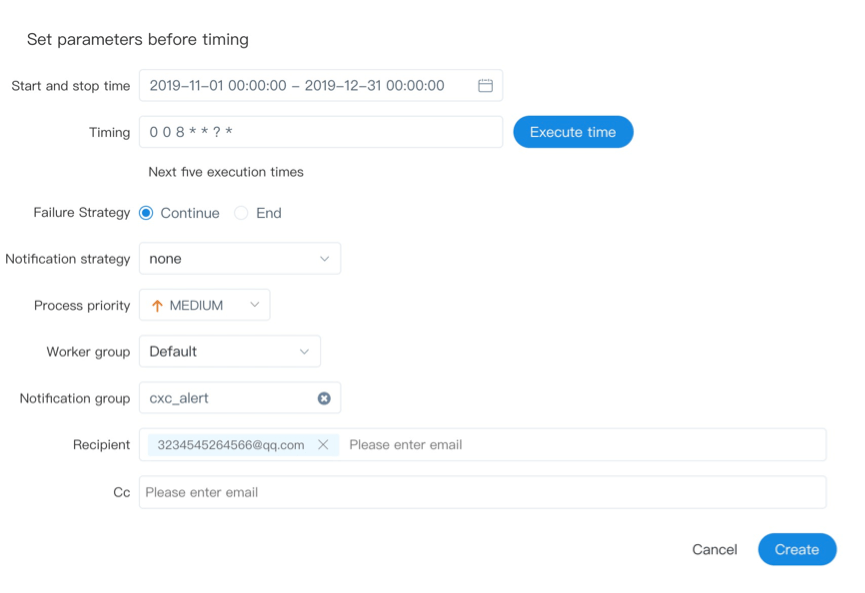 Set parameters before timing
Start and stop time 2019-11-01 00:00:00 - 2019-12-31 00:00:00
Timing 0 0 8 * * ? * Execute time
Next five execution times
Failure Strategy Continue End
Notification strategy none
Process priority MEDIUM
Worker group Default
Notification group cxc_alert
Recipient 3234545264566@qq.com Please enter email
Cc Please enter email
Cancel Create